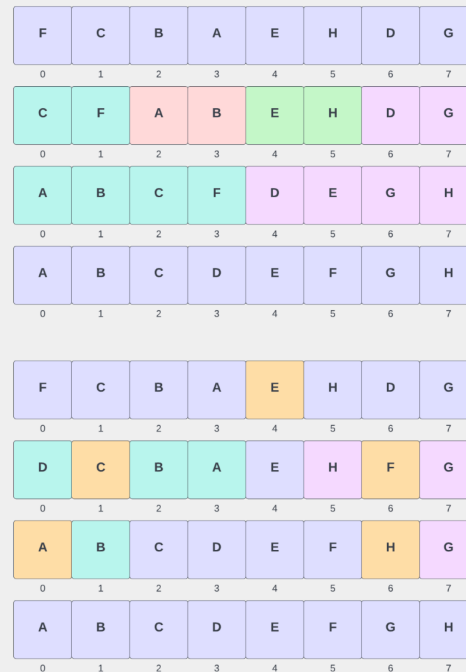 F C B A E H D G
0 1 2 3 4 5 6 7
C F A B E H D G
0 1 2 3 4 5 6 7
A B C F D E G H
0 1 2 3 4 5 6 7
A B C D E F G H
0 1 2 3 4 5 6 7
F C B A E H D G
0 1 2 3 4 5 6 7
D C B A E H F G
0 1 2 3 4 5 6 7
A B C D E F H G
0 1 2 3 4 5 6 7
A B C D E F G H
0 1 2 3 4 5 6 7